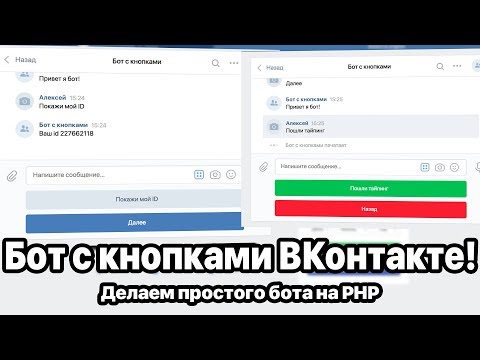 Назад
Бот с кнопками
Привет я бот!
Алексей 15:24
Покажи мой ID
Бот с кнопками 15:24
Ваш id 227662118
Напишите сообщение...
Покажи мой ID
Далее
Назад
Бот с кнопками
Далее
Бот с кнопками 15:25
Привет я бот!
Алексей 15:25
Пошли тайпинг
Бот с кнопками печатает
Напишите сообщение...
Пошли тайпинг
Назад
Бот с кнопками ВКонтакте!
Делаем простого бота на PHP